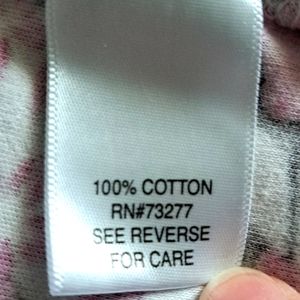 100% COTTON
RN#73277
SEE REVERSE
FOR CARE